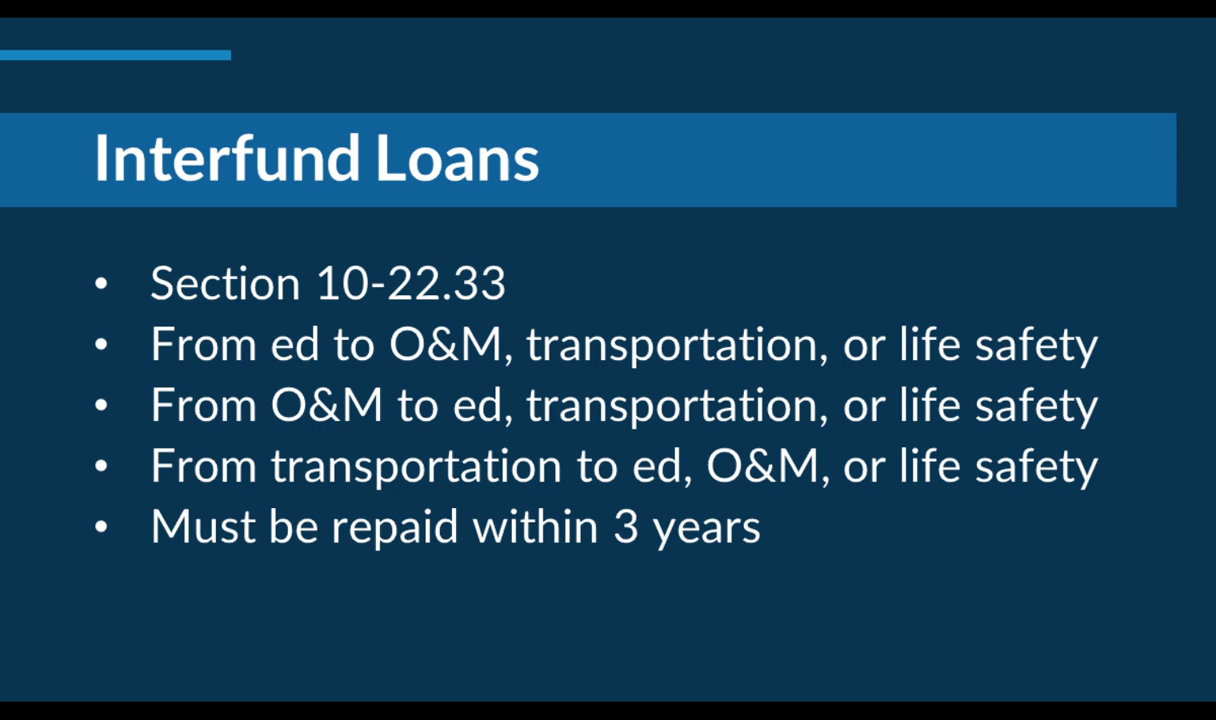 Interfund Loans
• Section 10-22.33
• From ed to O&M, transportation, or life safety
• From O&M to ed, transportation, or life safety
• From transportation to ed, O&M, or life safety
• Must be repaid within 3 years